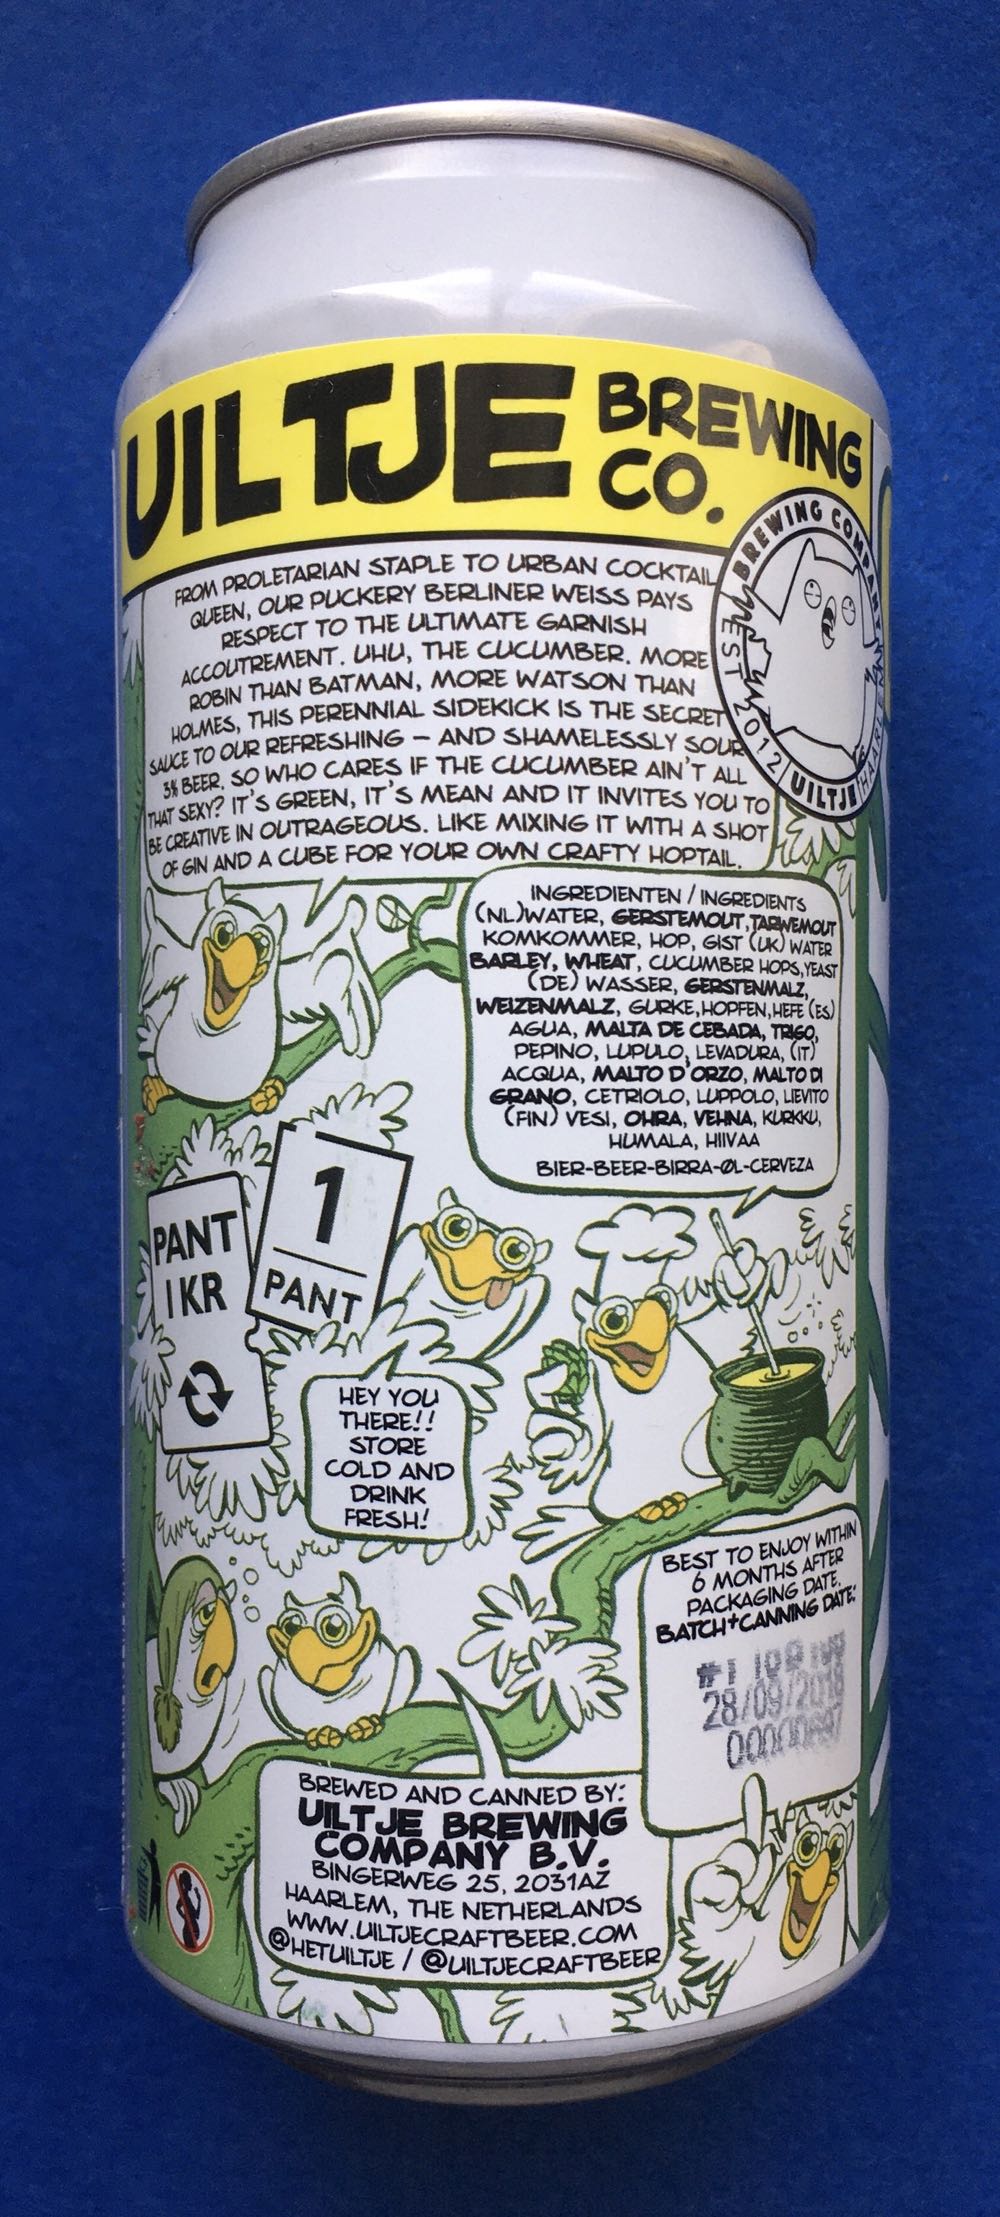 UILTJE BREWING CO.
BREWING COMPANY
EST 2012
UILTJE
FROM PROLETARIAN STAPLE TO URBAN COCKTAIL
QUEEN, OUR PUCKERY BERLINER WEISS PAYS
RESPECT TO THE ULTIMATE GARNISH
ACCOUTREMENT. UHU, THE CUCUMBER. MORE
ROBIN THAN BATMAN, MORE WATSON THAN
HOLMES, THIS PERENNIAL SIDEKICK IS THE SECRET
SAUCE TO OUR REFRESHING – AND SHAMELESSLY SOUR
3% BEER. SO WHO CARES IF THE CUCUMBER AIN'T ALL
THAT SEXY? IT'S GREEN, IT'S MEAN AND IT INVITES YOU TO
BE CREATIVE IN OUTRAGEOUS. LIKE MIXING IT WITH A SHOT
OF GIN AND A CUBE FOR YOUR OWN CRAFTY HOPTAIL.
INGREDIENTEN / INGREDIENTS
(NL)WATER, GERSTEMOUT,TARWEMOUT
KOMKOMMER, HOP, GIST (UK) WATER
BARLEY, WHEAT, CUCUMBER HOPS,YEAST
(DE) WASSER, GERSTENMALZ,
WEIZENMALZ, GURKE,HOPFEN,HEFE (ES)
AGUA, MALTA DE CEBADA, TRIGO,
PEPINO, LUPULO, LEVADURA, (IT)
ACQUA, MALTO D'ORZO, MALTO DI
GRANO, CETRIOLO, LUPPOLO, LIEVITO
(FIN) VESI, OHRA, VEHNA, KURKKU,
HUMALA, HIIVAA
BIER-BEER-BIRRA-ØL-CERVEZA
PANT
1 KR
1
PANT
HEY YOU
THERE!!
STORE
COLD AND
DRINK
FRESH!
BEST TO ENJOY WITHIN
6 MONTHS AFTER
PACKAGING DATE.
BATCH+CANNING DATE:
28/09/2018
BREWED AND CANNED BY:
UILTJE BREWING
COMPANY B.V.
BINGERWEG 25, 2031AZ
HAARLEM, THE NETHERLANDS
WWW.UILTJECRAFTBEER.COM
@HETUILTJE / @UILTJECRAFTBEER